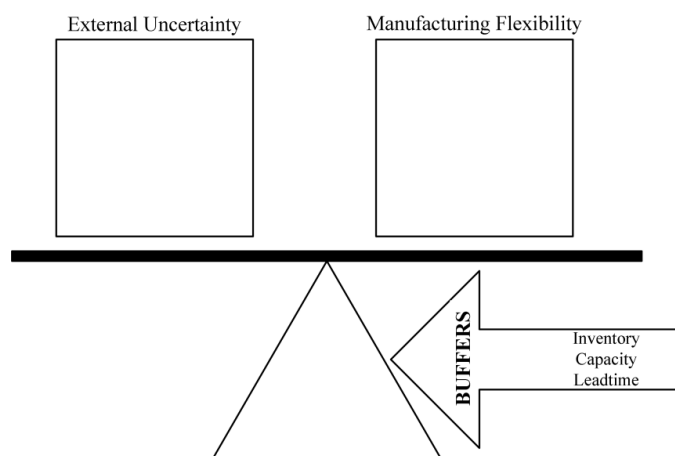 External Uncertainty
Manufacturing Flexibility
BUFFERS
Inventory
Capacity
Leadtime